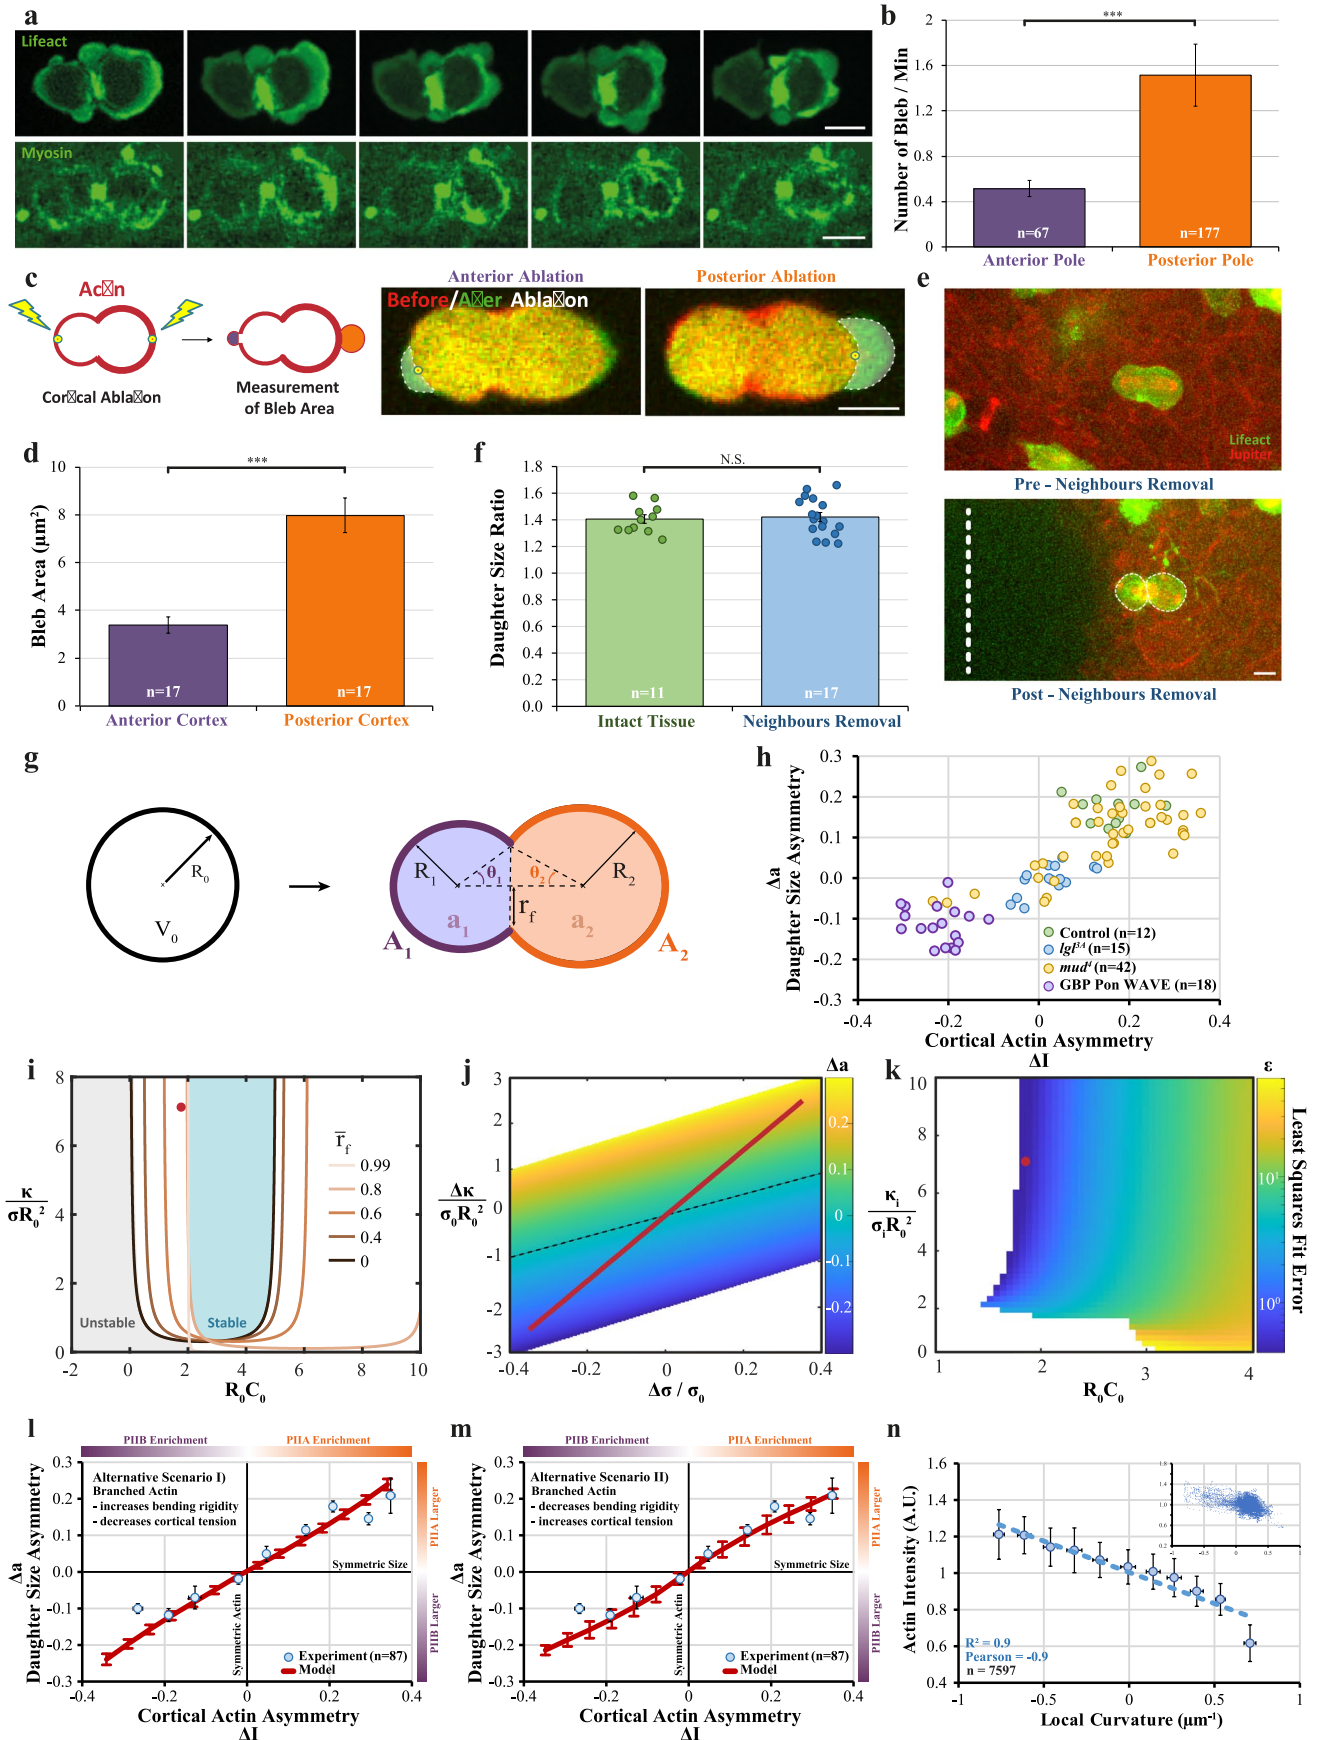 a
Lifeact
Myosin
b
Number of Bleb / Min
2
1.6
1.2
0.8
0.4
0
***
n=67
n=177
Anterior Pole
Posterior Pole
c
Ac☒n
Cor☒cal Abla☒on
Measurement
of Bleb Area
Anterior Ablation
Posterior Ablation
Before/A☒er Abla☒on
e
Lifeact
Jupiter
Pre - Neighbours Removal
Post - Neighbours Removal
d
Bleb Area (μm²)
10
8
6
4
2
0
***
n=17
n=17
Anterior Cortex
Posterior Cortex
f
Daughter Size Ratio
1.8
1.6
1.4
1.2
1.0
0.8
0.6
0.4
0.2
0.0
N.S.
n=11
n=17
Intact Tissue
Neighbours Removal
g
R₀
V₀
R₁
θ₁
θ₂
R₂
a₁
r_f
a₂
A₁
A₂
h
Δa
Daughter Size Asymmetry
0.3
0.2
0.1
0.0
-0.1
-0.2
-0.3
Control (n=12)
lgl³ᴬ (n=15)
mud⁴ (n=42)
GBP Pon WAVE (n=18)
-0.4
-0.2
0
0.2
0.4
Cortical Actin Asymmetry
ΔI
i
κ
σR₀²
8
6
4
2
0
r̅_f
0.99
0.8
0.6
0.4
0
Unstable
Stable
-2
0
2
4
6
8
10
R₀C₀
j
Δκ
σ₀R₀²
3
2
1
0
-1
-2
-3
Δa
0.2
0.1
0
-0.1
-0.2
-0.4
-0.2
0
0.2
0.4
Δσ / σ₀
k
κᵢ
σᵢR₀²
10
8
6
4
2
0
ε
10¹
10⁰
Least Squares Fit Error
1
2
3
4
R₀C₀
l
PIIB Enrichment
PIIA Enrichment
Δa
Daughter Size Asymmetry
0.3
0.2
0.1
0.0
-0.1
-0.2
-0.3
Alternative Scenario I)
Branched Actin
- increases bending rigidity
- decreases cortical tension
Symmetric Size
Symmetric Actin
Experiment (n=87)
Model
PIIA Larger
PIIB Larger
-0.4
-0.2
0
0.2
0.4
Cortical Actin Asymmetry
ΔI
m
PIIB Enrichment
PIIA Enrichment
Δa
Daughter Size Asymmetry
0.3
0.2
0.1
0.0
-0.1
-0.2
-0.3
Alternative Scenario II)
Branched Actin
- decreases bending rigidity
- increases cortical tension
Symmetric Size
Symmetric Actin
Experiment (n=87)
Model
PIIA Larger
PIIB Larger
-0.4
-0.2
0
0.2
0.4
Cortical Actin Asymmetry
ΔI
n
Actin Intensity (A.U.)
1.6
1.4
1.2
1.0
0.8
0.6
0.4
R² = 0.9
Pearson = -0.9
n = 7597
-1
-0.5
0
0.5
1
Local Curvature (μm⁻¹)